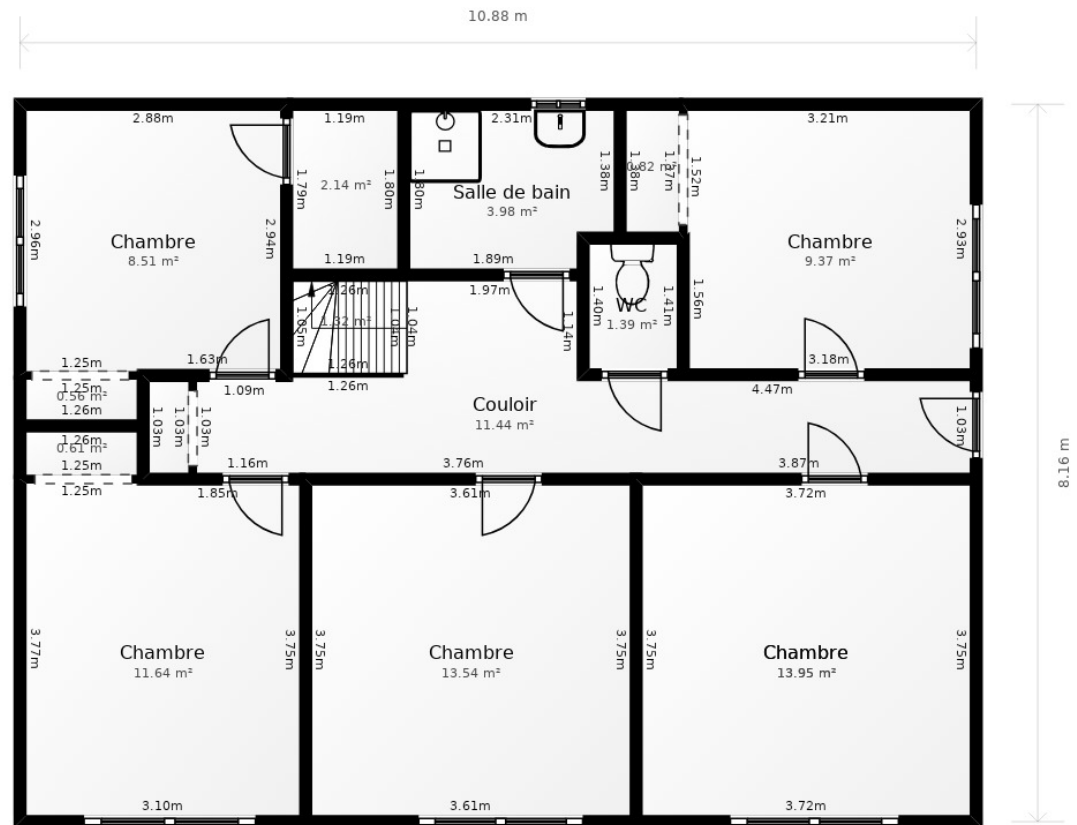 10.88 m
2.88m
1.19m
2.31m
3.21m
1.79m
1.80m
1.80m
1.38m
1.52m
2.14 m²
Salle de bain
3.98 m²
2.96m
2.94m
2.93m
Chambre
8.51 m²
Chambre
9.37 m²
1.19m
1.89m
1.26m
1.97m
1.05m
1.32 m²
1.04m
1.04m
1.14m
1.40m
1.41m
1.56m
WC
1.39 m²
1.26m
1.26m
1.63m
1.25m
1.25m
0.56 m²
1.26m
1.09m
3.18m
4.47m
Couloir
11.44 m²
1.03m
1.03m
1.03m
1.03m
8.16 m
1.26m
0.61 m²
1.25m
1.25m
1.16m
3.76m
3.87m
1.85m
3.61m
3.72m
3.77m
3.75m
3.75m
3.75m
3.75m
3.75m
Chambre
11.64 m²
Chambre
13.54 m²
Chambre
13.95 m²
3.10m
3.61m
3.72m